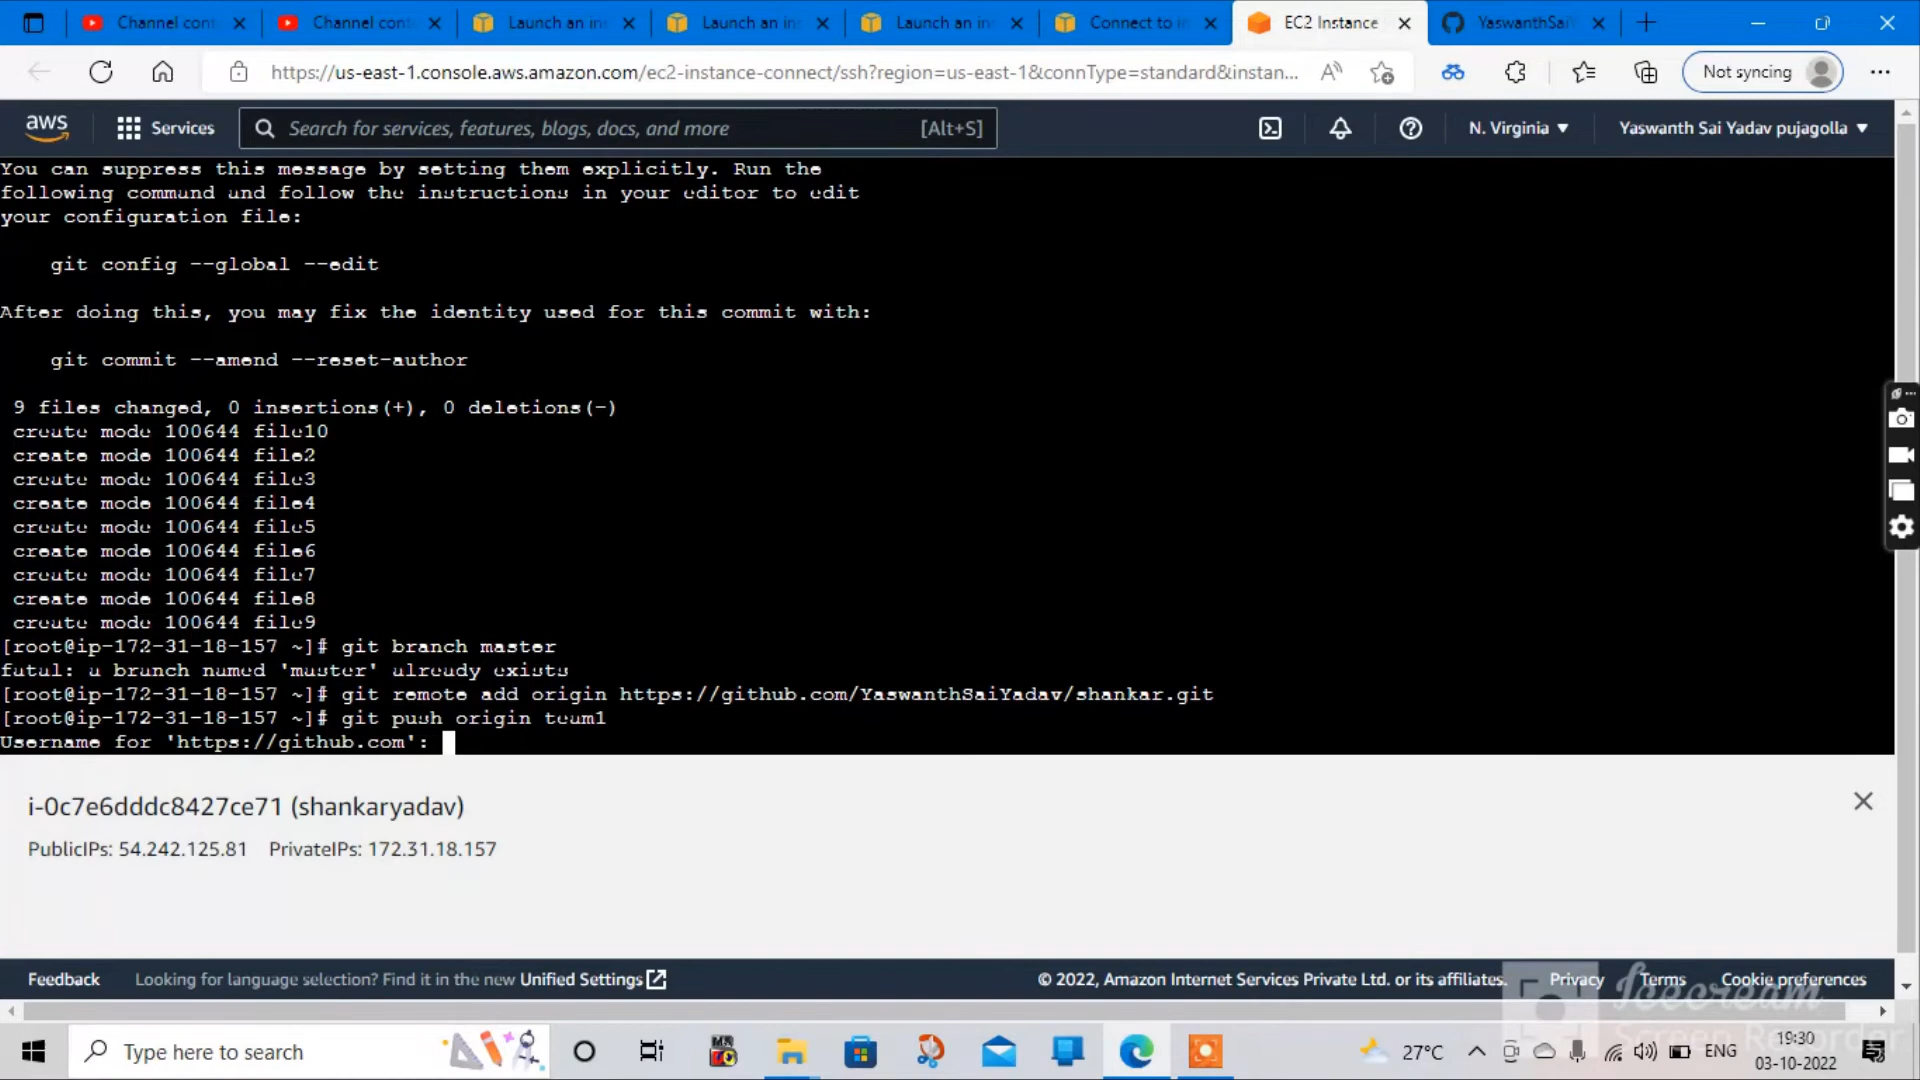 Channel cont
Channel cont
Launch an in
Launch an in
Launch an in
Connect to in
EC2 Instance
YaswanthSaiY
https://us-east-1.console.aws.amazon.com/ec2-instance-connect/ssh?region=us-east-1&connType=standard&instan...
Not syncing
aws
Services
Search for services, features, blogs, docs, and more
[Alt+S]
N. Virginia
Yaswanth Sai Yadav pujagolla
You can suppress this message by setting them explicitly. Run the
following command and follow the instructions in your editor to edit
your configuration file:
git config --global --edit
After doing this, you may fix the identity used for this commit with:
git commit --amend --reset-author
9 files changed, 0 insertions(+), 0 deletions(-)
create mode 100644 file10
create mode 100644 file2
create mode 100644 file3
create mode 100644 file4
create mode 100644 file5
create mode 100644 file6
create mode 100644 file7
create mode 100644 file8
create mode 100644 file9
[root@ip-172-31-18-157 ~]# git branch master
fatal: a branch named 'master' already exists
[root@ip-172-31-18-157 ~]# git remote add origin https://github.com/YaswanthSaiYadav/shankar.git
[root@ip-172-31-18-157 ~]# git push origin team1
Username for 'https://github.com':
i-0c7e6dddc8427ce71 (shankaryadav)
PublicIPs: 54.242.125.81 PrivateIPs: 172.31.18.157
Feedback
Looking for language selection? Find it in the new Unified Settings
© 2022, Amazon Internet Services Private Ltd. or its affiliates.
Privacy
Terms
Cookie preferences
Icecream
Screen Recorder
Type here to search
27°C
ENG
19:30
03-10-2022